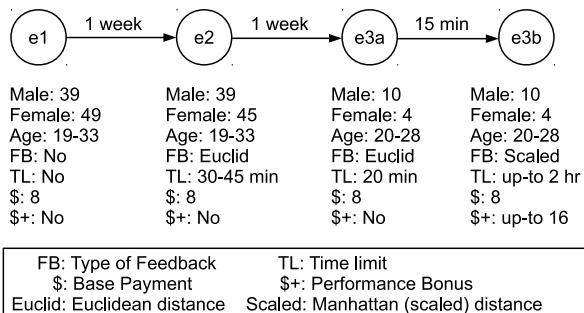 e1 1 week e2 1 week e3a 15 min e3b
Male: 39 Male: 39 Male: 10 Male: 10
Female: 49 Female: 45 Female: 4 Female: 4
Age: 19-33 Age: 19-33 Age: 20-28 Age: 20-28
FB: No FB: Euclid FB: Euclid FB: Scaled
TL: No TL: 30-45 min TL: 20 min TL: up-to 2 hr
$: 8 $: 8 $: 8 $: 8
$+: No $+: No $+: No $+: up-to 16
FB: Type of Feedback TL: Time limit
$: Base Payment $+: Performance Bonus
Euclid: Euclidean distance Scaled: Manhattan (scaled) distance